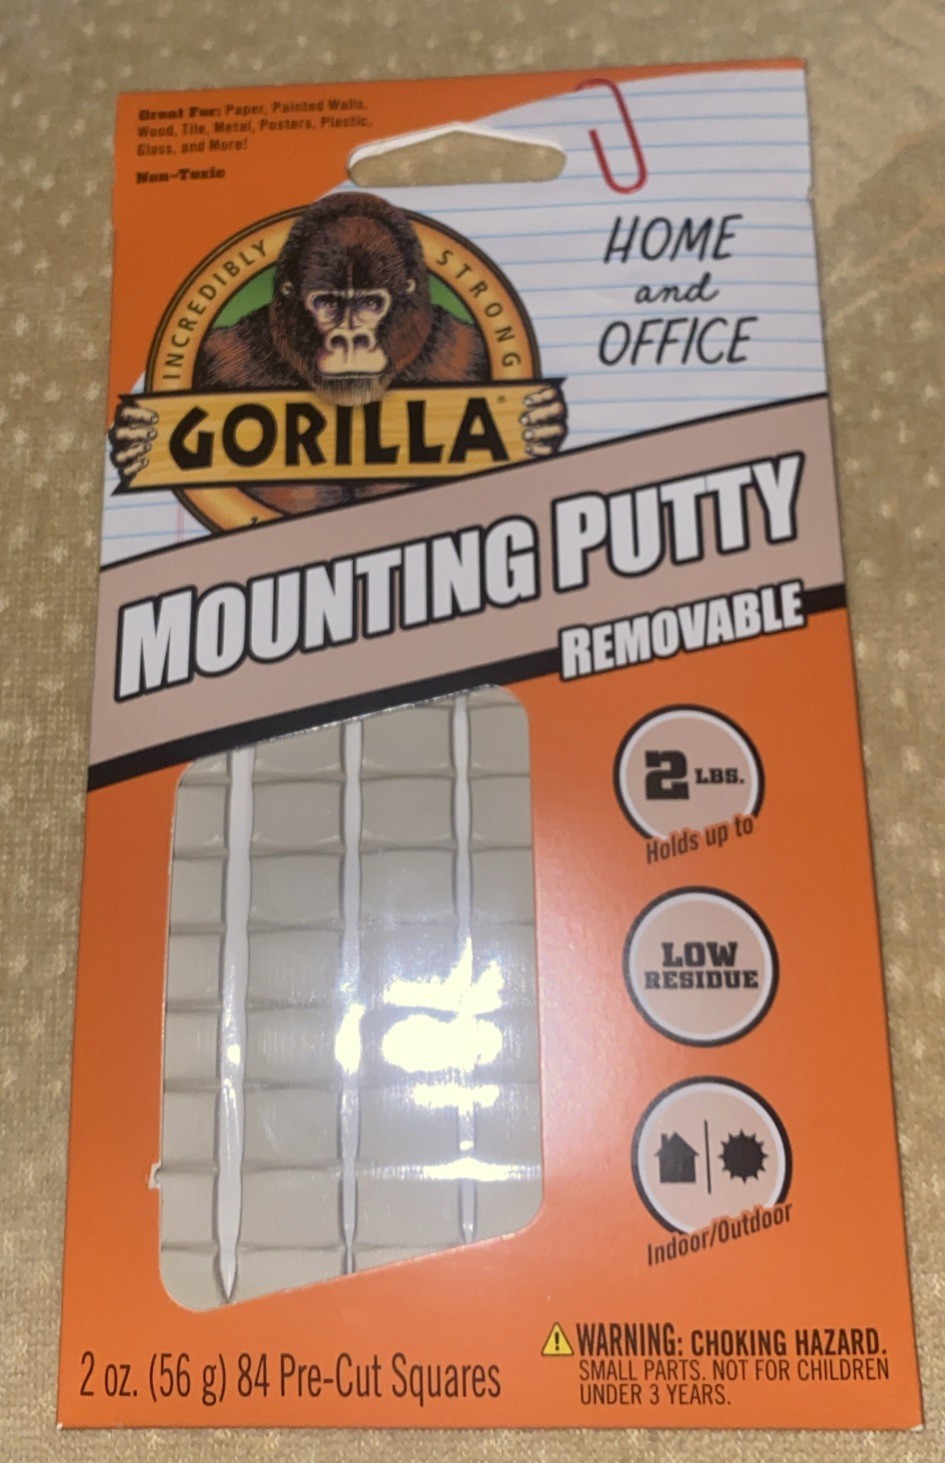 Great For: Paper, Painted Walls,
Wood, Tile, Metal, Posters, Plastic,
Glass, and More!
Non-Toxic
INCREDIBLY STRONG
GORILLA®
HOME
and
OFFICE
MOUNTING PUTTY
REMOVABLE
2 LBS.
Holds up to
LOW
RESIDUE
Indoor/Outdoor
2 oz. (56 g) 84 Pre-Cut Squares
WARNING: CHOKING HAZARD.
SMALL PARTS. NOT FOR CHILDREN
UNDER 3 YEARS.